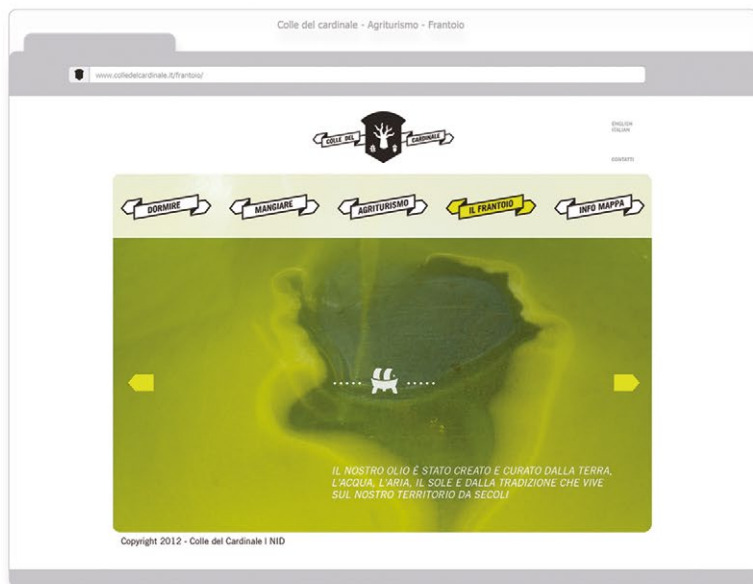 Colle del cardinale - Agriturismo - Frantoio
www.colledelcardinale.it/frantoio/
COLLE DEL CARDINALE
ENGLISH
ITALIAN
CONTATTI
DORMIRE
MANGIARE
AGRITURISMO
IL FRANTOIO
INFO MAPPA
IL NOSTRO OLIO È STATO CREATO E CURATO DALLA TERRA,
L'ACQUA, L'ARIA, IL SOLE E DALLA TRADIZIONE CHE VIVE
SUL NOSTRO TERRITORIO DA SECOLI
Copyright 2012 - Colle del Cardinale I NID